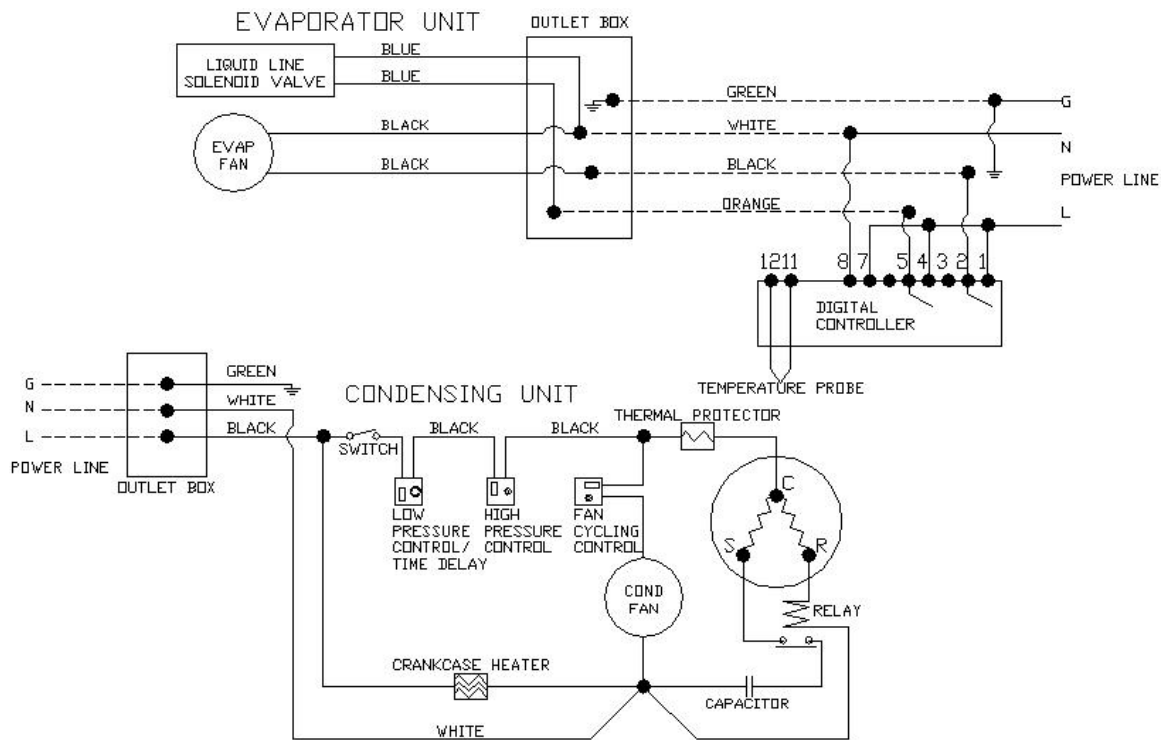 EVAPORATOR UNIT
OUTLET BOX
LIQUID LINE
SOLENOID VALVE
BLUE
BLUE
EVAP
FAN
BLACK
BLACK
GREEN
WHITE
BLACK
ORANGE
G
N
POWER LINE
L
12 11 8 7 5 4 3 2 1
DIGITAL
CONTROLLER
TEMPERATURE PROBE
G
N
L
POWER LINE
OUTLET BOX
GREEN
WHITE
BLACK
CONDENSING UNIT
SWITCH
BLACK
BLACK
THERMAL PROTECTOR
LOW
PRESSURE
CONTROL/
TIME DELAY
HIGH
PRESSURE
CONTROL
FAN
CYCLING
CONTROL
C
S
R
COND
FAN
RELAY
CRANKCASE HEATER
CAPACITOR
WHITE